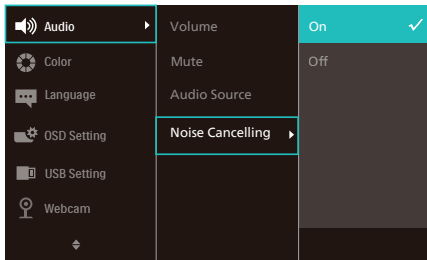 Audio
Color
Language
OSD Setting
USB Setting
Webcam
Volume
Mute
Audio Source
Noise Cancelling
On
Off